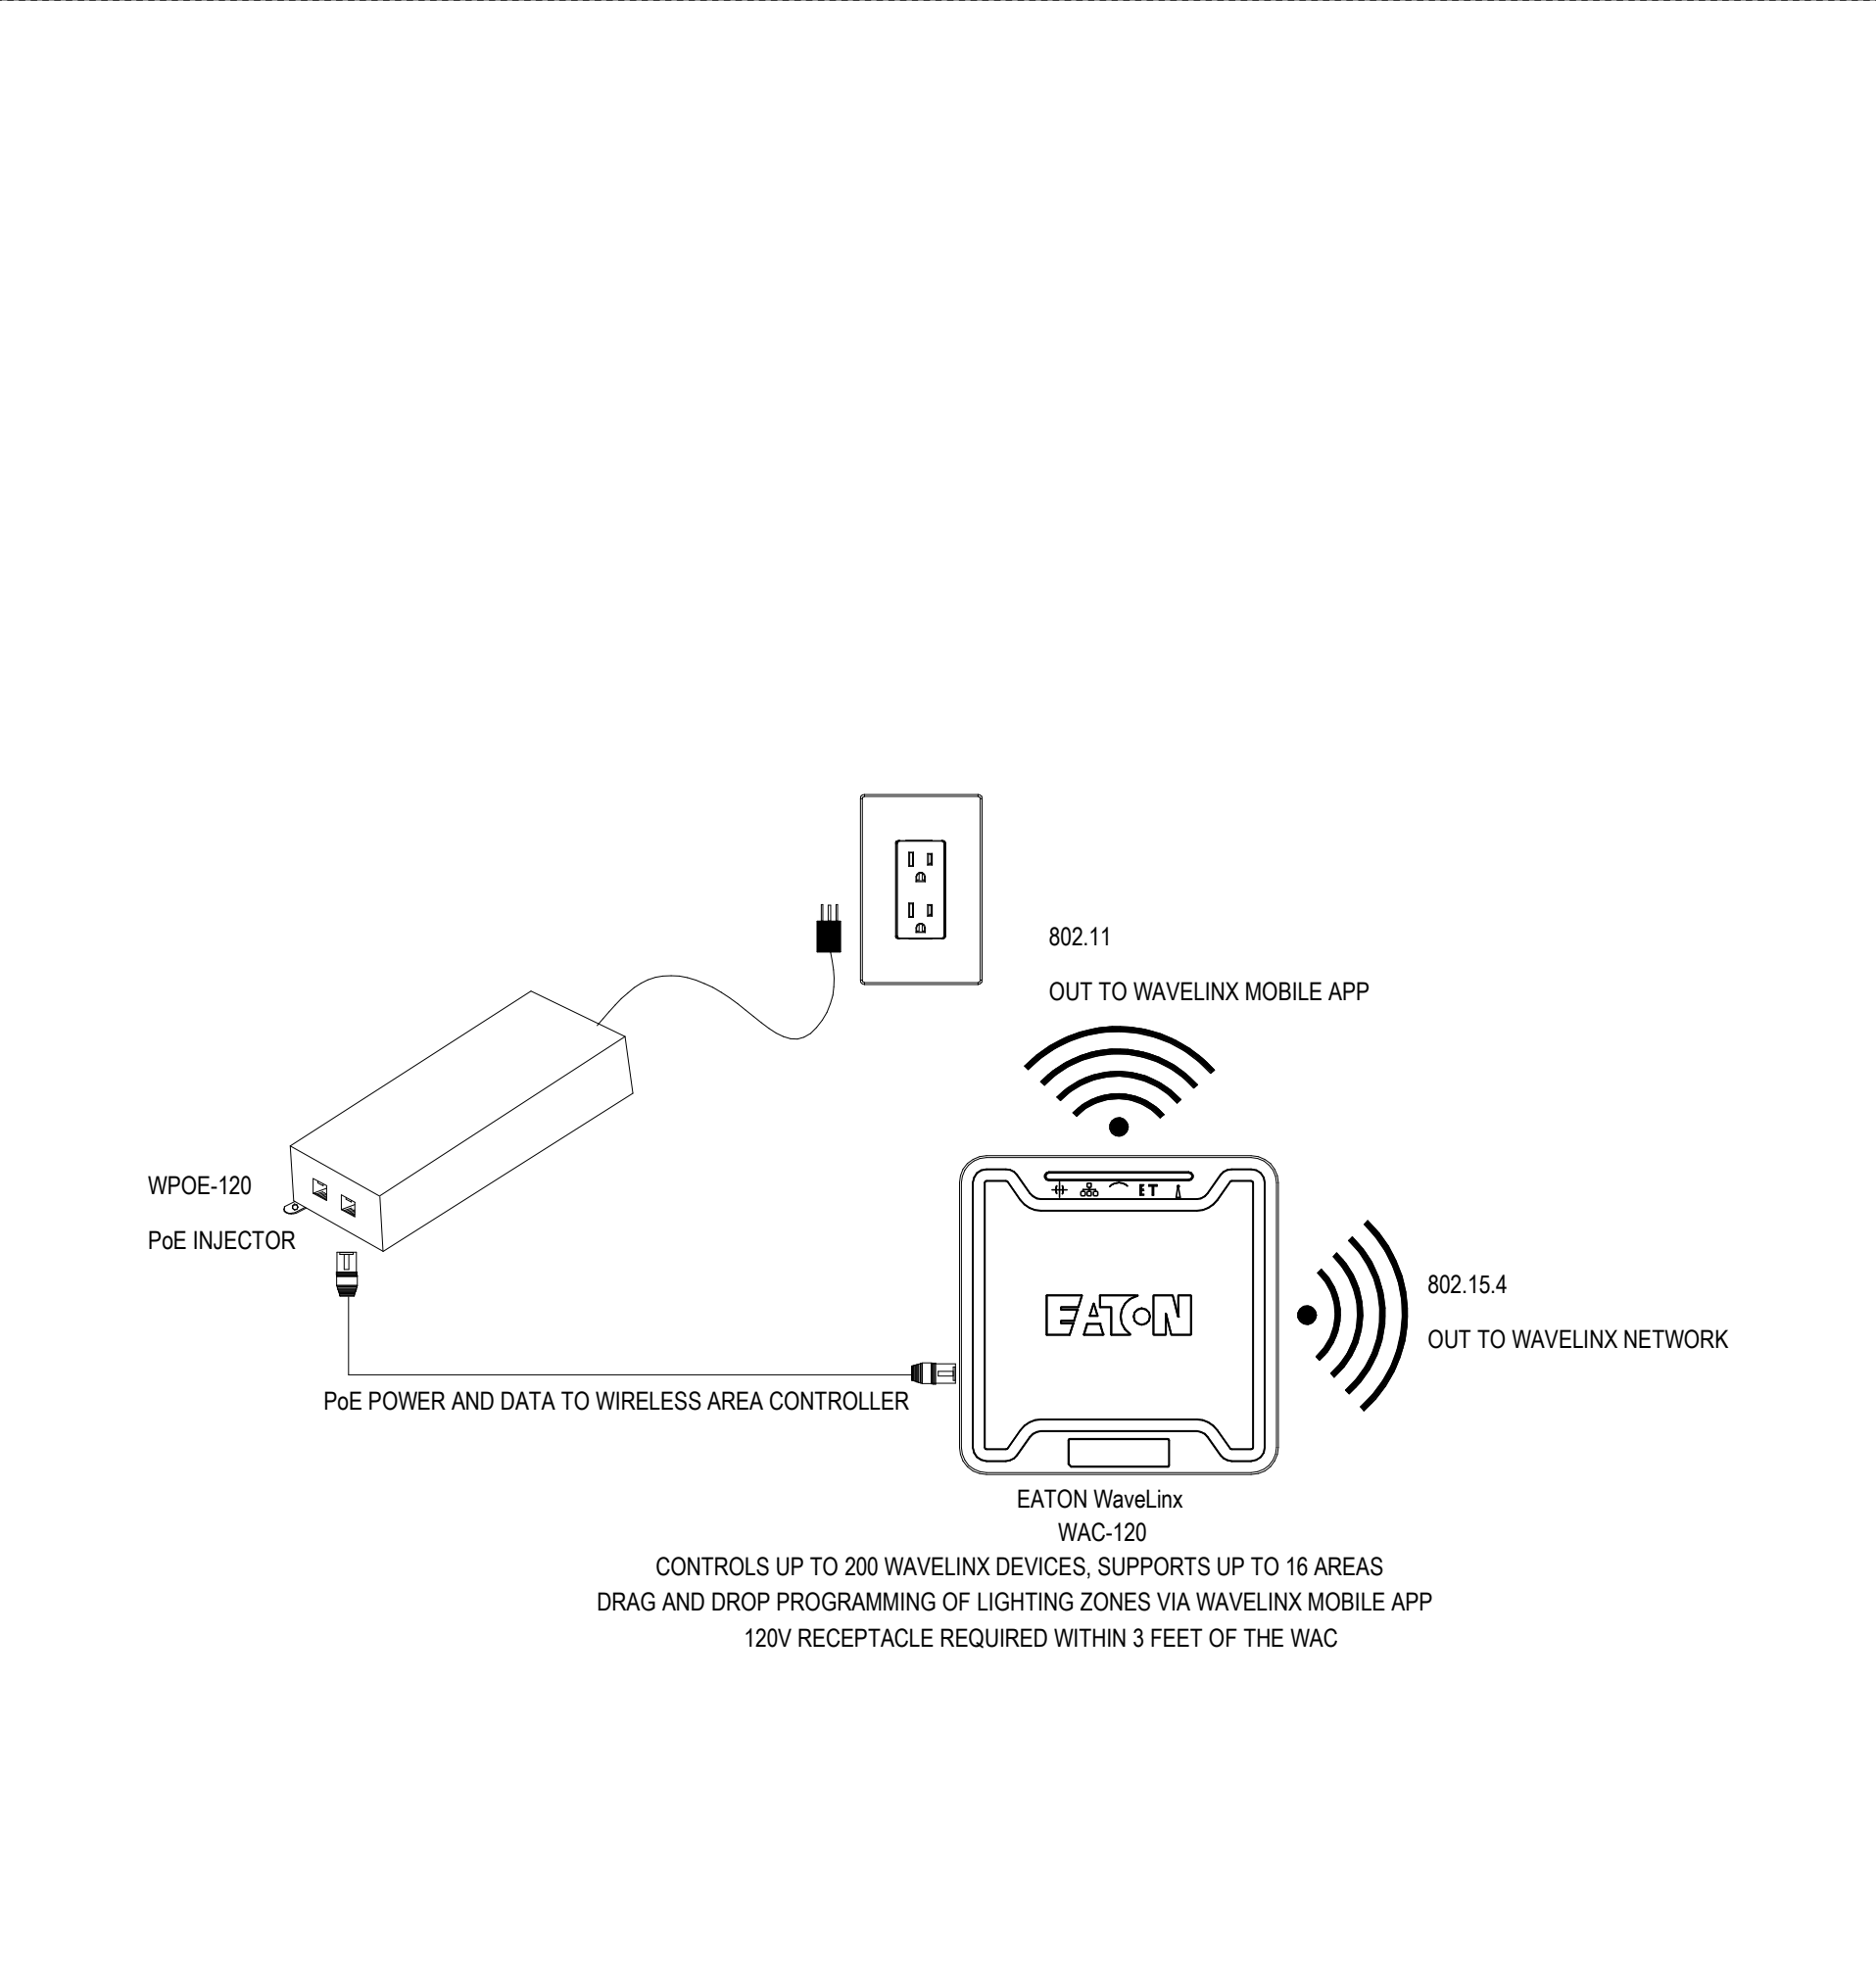 802.11
OUT TO WAVELINX MOBILE APP
WPOE-120
PoE INJECTOR
ET
EATON
802.15.4
OUT TO WAVELINX NETWORK
PoE POWER AND DATA TO WIRELESS AREA CONTROLLER
EATON WaveLinx
WAC-120
CONTROLS UP TO 200 WAVELINX DEVICES, SUPPORTS UP TO 16 AREAS
DRAG AND DROP PROGRAMMING OF LIGHTING ZONES VIA WAVELINX MOBILE APP
120V RECEPTACLE REQUIRED WITHIN 3 FEET OF THE WAC